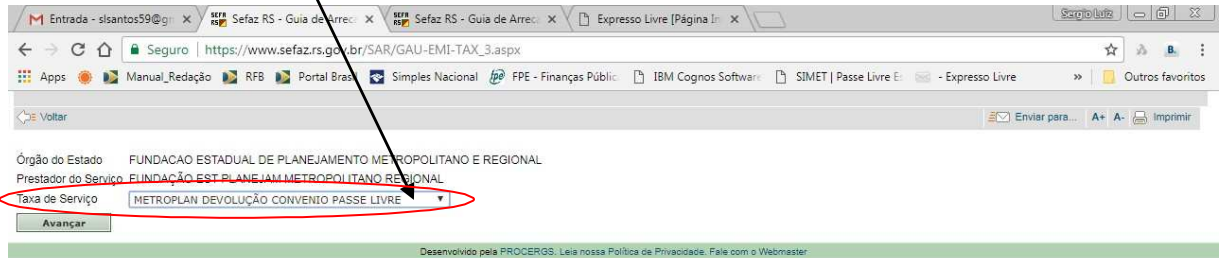 Entrada - slsantos59@gm
Sefaz RS - Guia de Arrec
Sefaz RS - Guia de Arrec
Expresso Livre [Página In
Sergio Luiz
Seguro | https://www.sefaz.rs.gov.br/SAR/GAU-EMI-TAX_3.aspx
Apps Manual_Redação RFB Portal Brasil Simples Nacional FPE - Finanças Públic IBM Cognos Software SIMET | Passe Livre E - Expresso Livre » Outros favoritos
Voltar Enviar para... A+ A- Imprimir
Órgão do Estado FUNDACAO ESTADUAL DE PLANEJAMENTO METROPOLITANO E REGIONAL
Prestador do Serviço FUNDAÇÃO EST PLANEJAM METROPOLITANO REGIONAL
Taxa de Serviço METROPLAN DEVOLUÇÃO CONVENIO PASSE LIVRE
Avançar
Desenvolvido pela PROCERGS. Leia nossa Política de Privacidade. Fale com o Webmaster